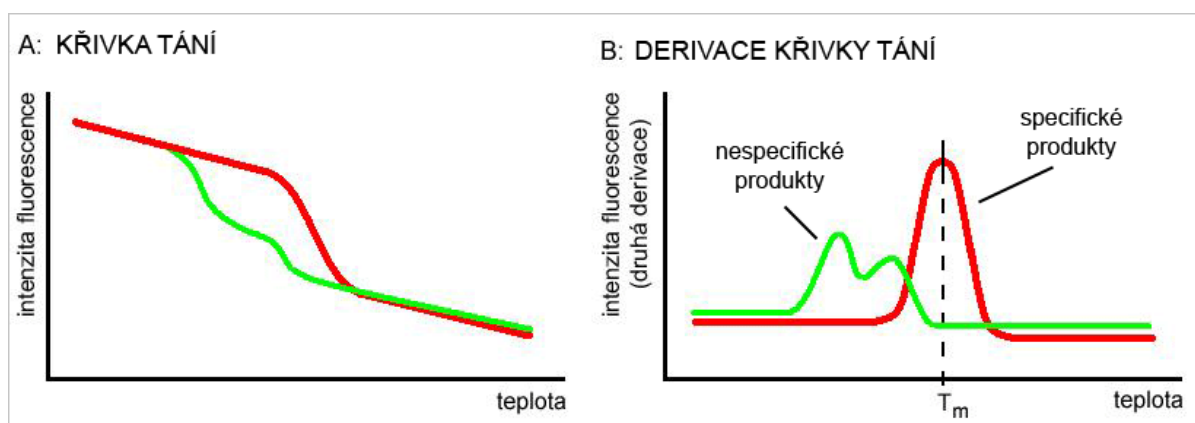 A: KŘIVKA TÁNÍ
intenzita fluorescence
teplota
B: DERIVACE KŘIVKY TÁNÍ
intenzita fluorescence
(druhá derivace)
nespecifické
produkty
specifické
produkty
Tm
teplota